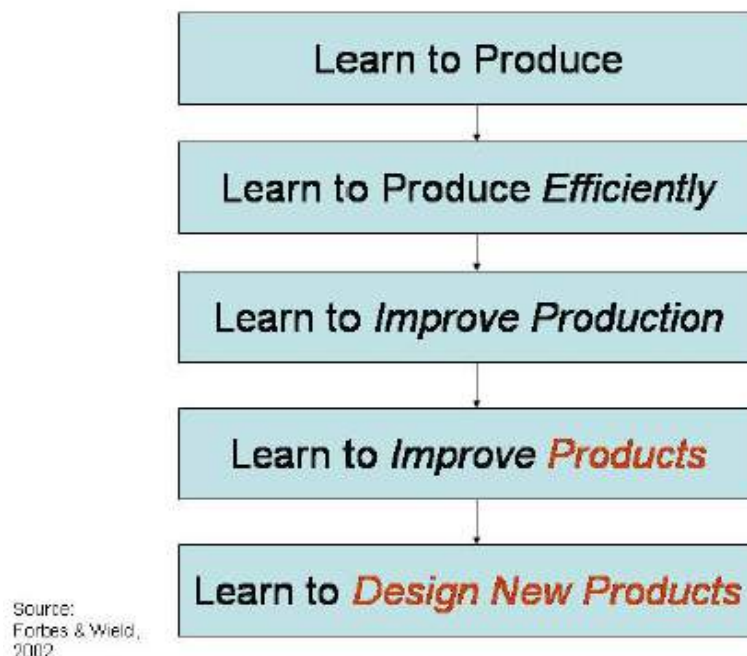 Learn to Produce
Learn to Produce Efficiently
Learn to Improve Production
Learn to Improve Products
Learn to Design New Products
Source:
Forbes & Wield,
2002